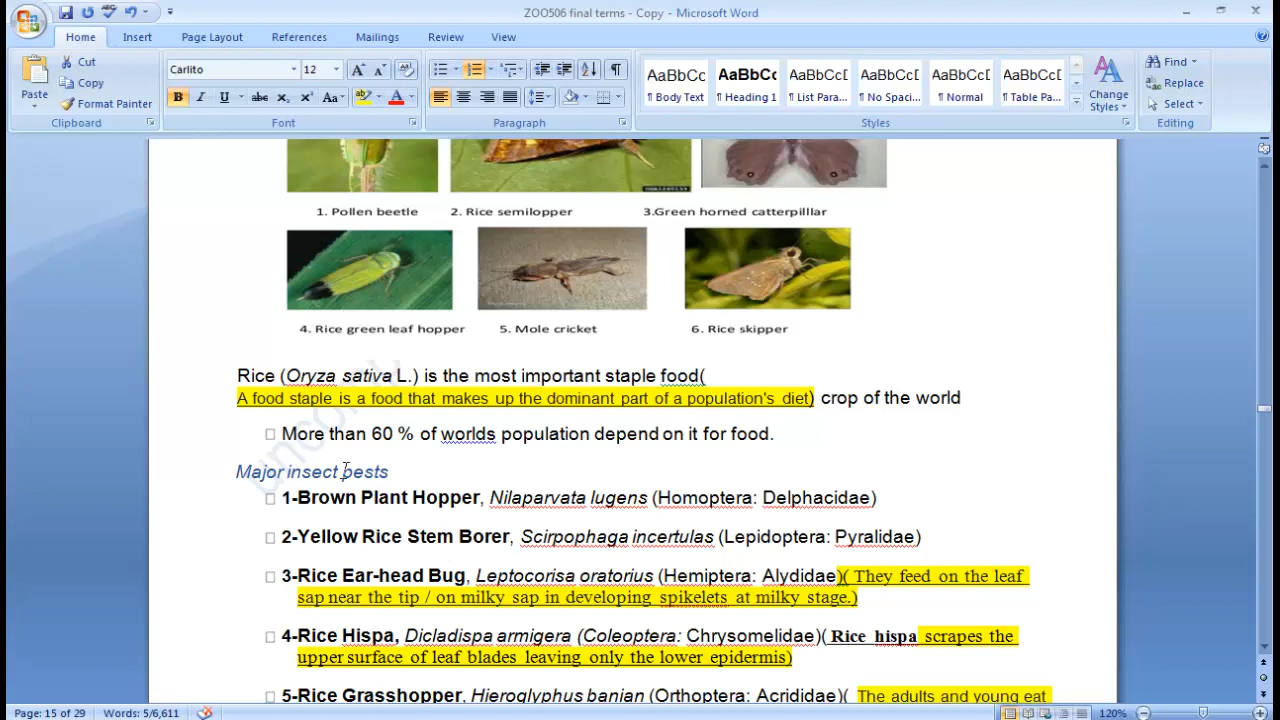 ZOO506 final terms - Copy - Microsoft Word
Home Insert Page Layout References Mailings Review View
Paste
Cut
Copy
Format Painter
Clipboard
Carlito 12
B I U abc x₂ x² Aa A
Font
Paragraph
AaBbCc AaBbCc AaBbCcD AaBbCcD AaBbCcD AaBbCcD
¶ Body Text ¶ Heading 1 ¶ List Para... ¶ No Spaci... ¶ Normal ¶ Table Pa...
Change
Styles
Styles
Find
Replace
Select
Editing
1. Pollen beetle 2. Rice semilopper 3.Green horned catterpilllar
4. Rice green leaf hopper 5. Mole cricket 6. Rice skipper
Rice (Oryza sativa L.) is the most important staple food(
A food staple is a food that makes up the dominant part of a population's diet) crop of the world
More than 60 % of worlds population depend on it for food.
Major insect pests
1-Brown Plant Hopper, Nilaparvata lugens (Homoptera: Delphacidae)
2-Yellow Rice Stem Borer, Scirpophaga incertulas (Lepidoptera: Pyralidae)
3-Rice Ear-head Bug, Leptocorisa oratorius (Hemiptera: Alydidae)( They feed on the leaf
sap near the tip / on milky sap in developing spikelets at milky stage.)
4-Rice Hispa, Dicladispa armigera (Coleoptera: Chrysomelidae)( Rice hispa scrapes the
upper surface of leaf blades leaving only the lower epidermis)
5-Rice Grasshopper, Hieroglyphus banian (Orthoptera: Acrididae)( The adults and young eat
Page: 15 of 29 Words: 5/6,611 120%